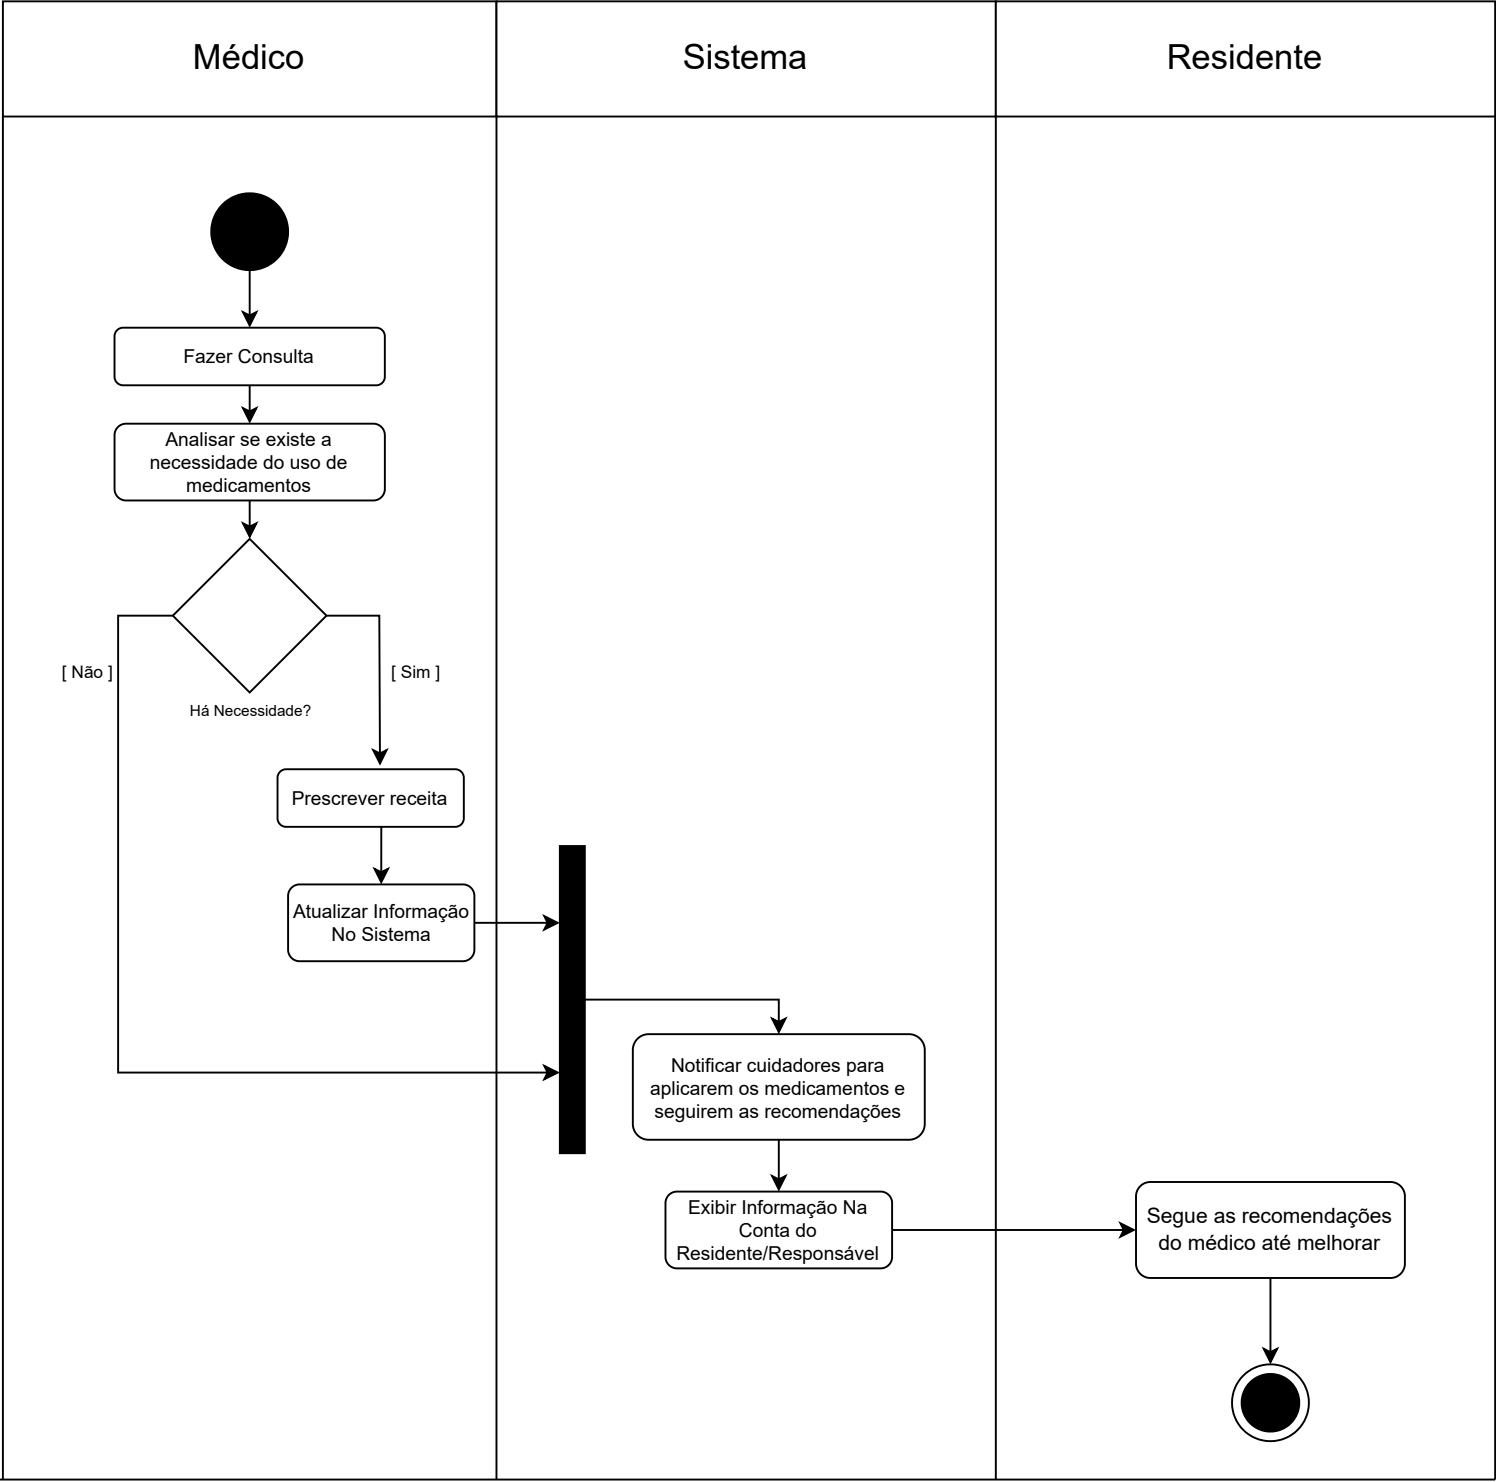 Médico
Sistema
Residente
Fazer Consulta
Analisar se existe a
necessidade do uso de
medicamentos
[ Não ]
[ Sim ]
Há Necessidade?
Prescrever receita
Atualizar Informação
No Sistema
Notificar cuidadores para
aplicarem os medicamentos e
seguirem as recomendações
Exibir Informação Na
Conta do
Residente/Responsável
Segue as recomendações
do médico até melhorar